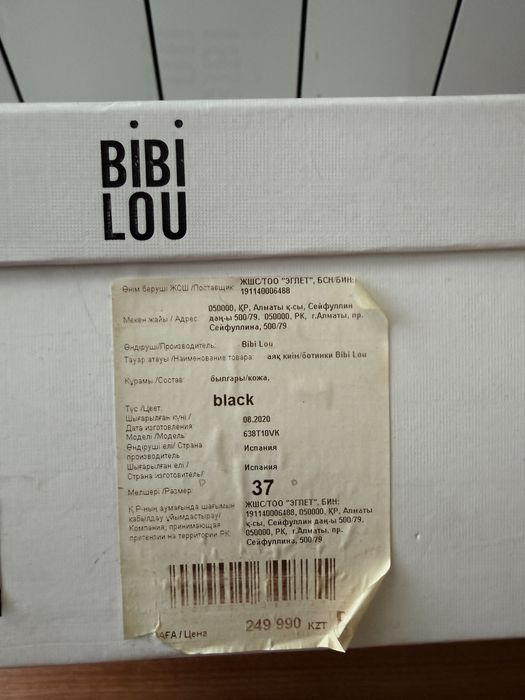 BiBi
LOU
Өнім беруші ЖСШ /Поставщик: ЖШС/ТОО "ЭГЛЕТ", БСН/БИН:
191140006488
Мекен жайы / Адрес: 050000, ҚР, Алматы қ-сы, Сейфуллин
даң-ы 500/79, 050000, РК, г.Алматы, пр.
Сейфуллина, 500/79
Өндіруші/Производитель: Bibi Lou
Тауар атауы /Наименование товара: аяқ киім/ботинки Bibi Lou
Құрамы /Состав: былғары/кожа,
Түс /Цвет: black
Шығарылған күні /
Дата изготовления 08.2020
Моделі /Модель: 638T10VK
Өндіруші елі/ Страна
производитель Испания
Шығарылған елі /
Страна изготовитель/ Испания
Мөлшері /Размер: 37
Қ Р-ның аумағында шағымын
қабылдау ұйымдастыру/
Компания, принимающая
претензии на территории РК:
ЖШС/ТОО "ЭГЛЕТ", БИН:
191140006488, 050000, ҚР, Алматы
қ-сы, Сейфуллин даң-ы 500/79,
050000, РК, г.Алматы, пр.
Сейфуллина, 500/79
БАҒА / Цена 249 990 KZT